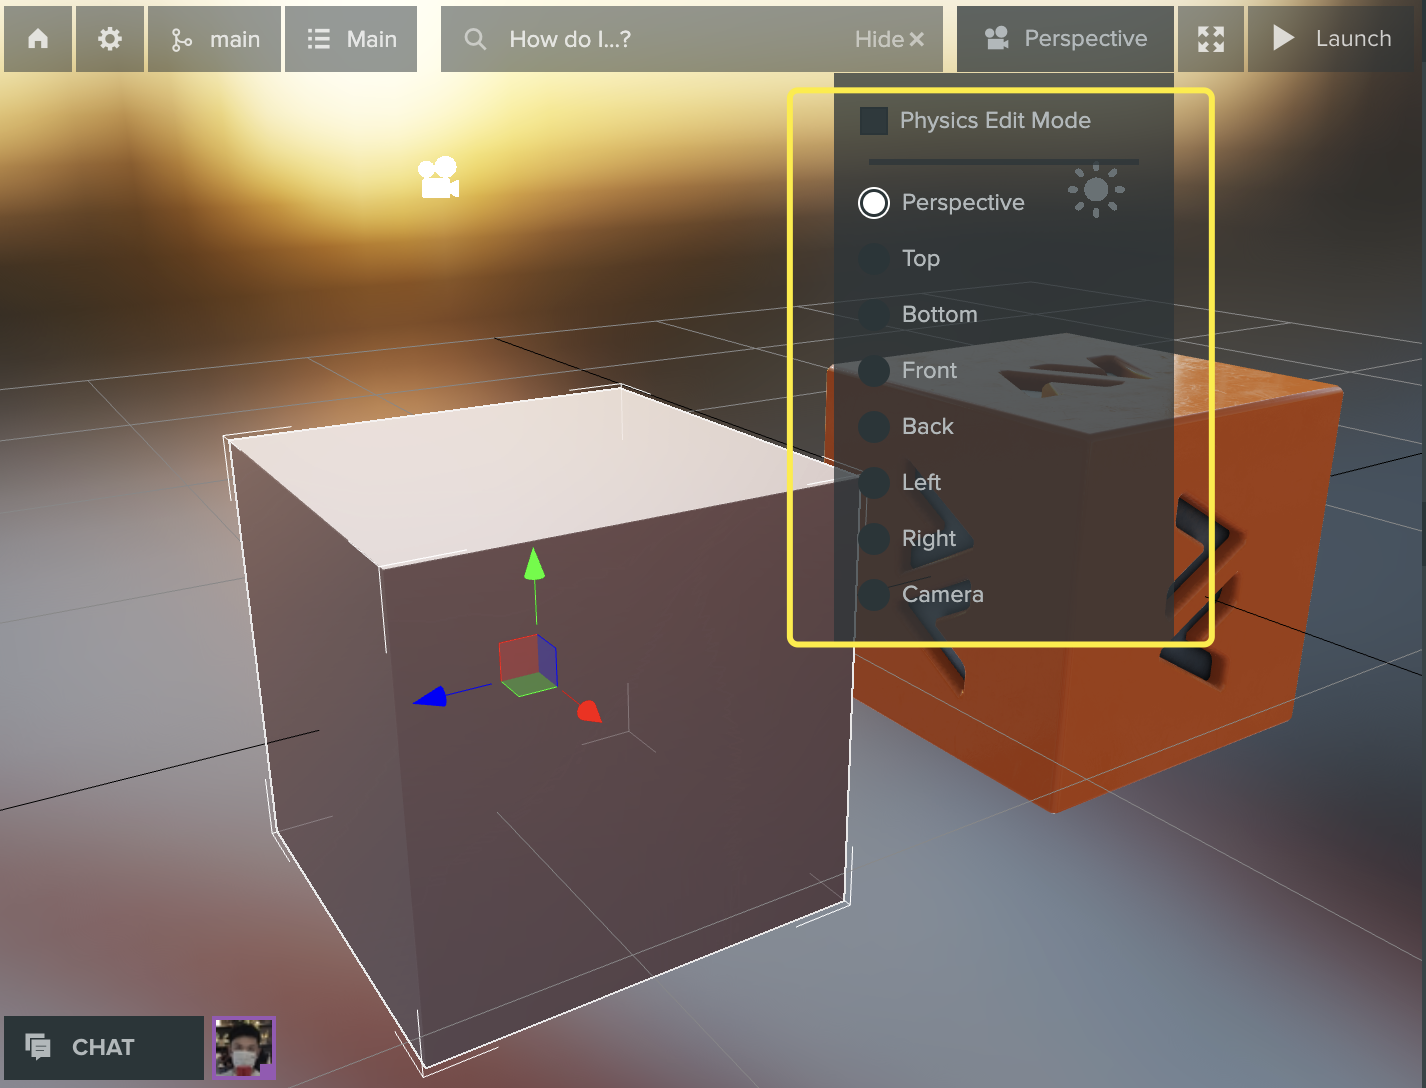 main
Main
How do I...?
Hide ×
Perspective
Launch
Physics Edit Mode
Perspective
Top
Bottom
Front
Back
Left
Right
Camera
CHAT